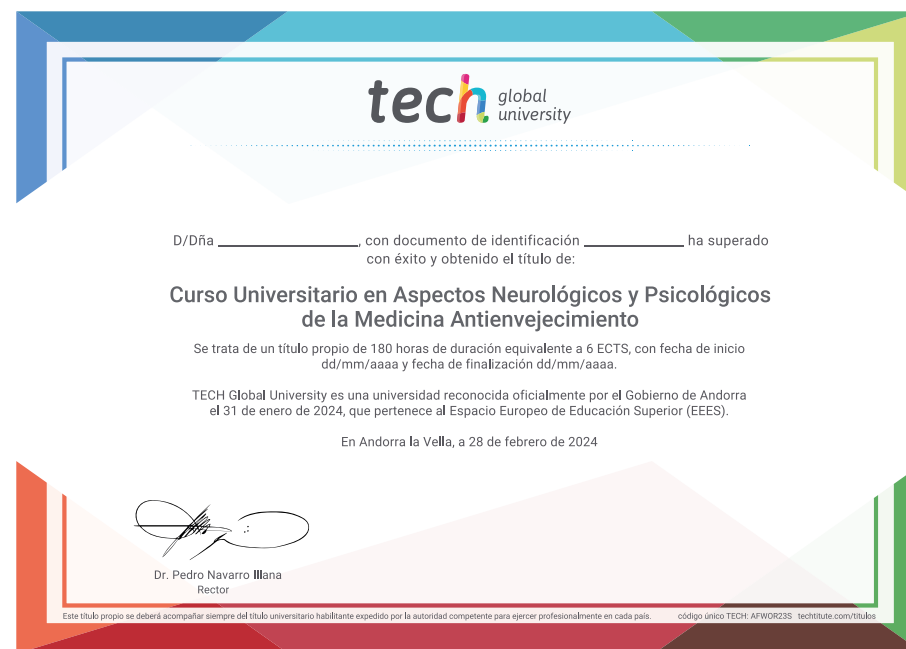 tech global university
D/Dña ____________________, con documento de identificación ______________ ha superado
con éxito y obtenido el título de:
Curso Universitario en Aspectos Neurológicos y Psicológicos
de la Medicina Antienvejecimiento
Se trata de un título propio de 180 horas de duración equivalente a 6 ECTS, con fecha de inicio
dd/mm/aaaa y fecha de finalización dd/mm/aaaa.
TECH Global University es una universidad reconocida oficialmente por el Gobierno de Andorra
el 31 de enero de 2024, que pertenece al Espacio Europeo de Educación Superior (EEES).
En Andorra la Vella, a 28 de febrero de 2024
Dr. Pedro Navarro Illana
Rector
Este título propio se deberá acompañar siempre del título universitario habilitante expedido por la autoridad competente para ejercer profesionalmente en cada país. código único TECH: AFWOR23S techtitute.com/titulos